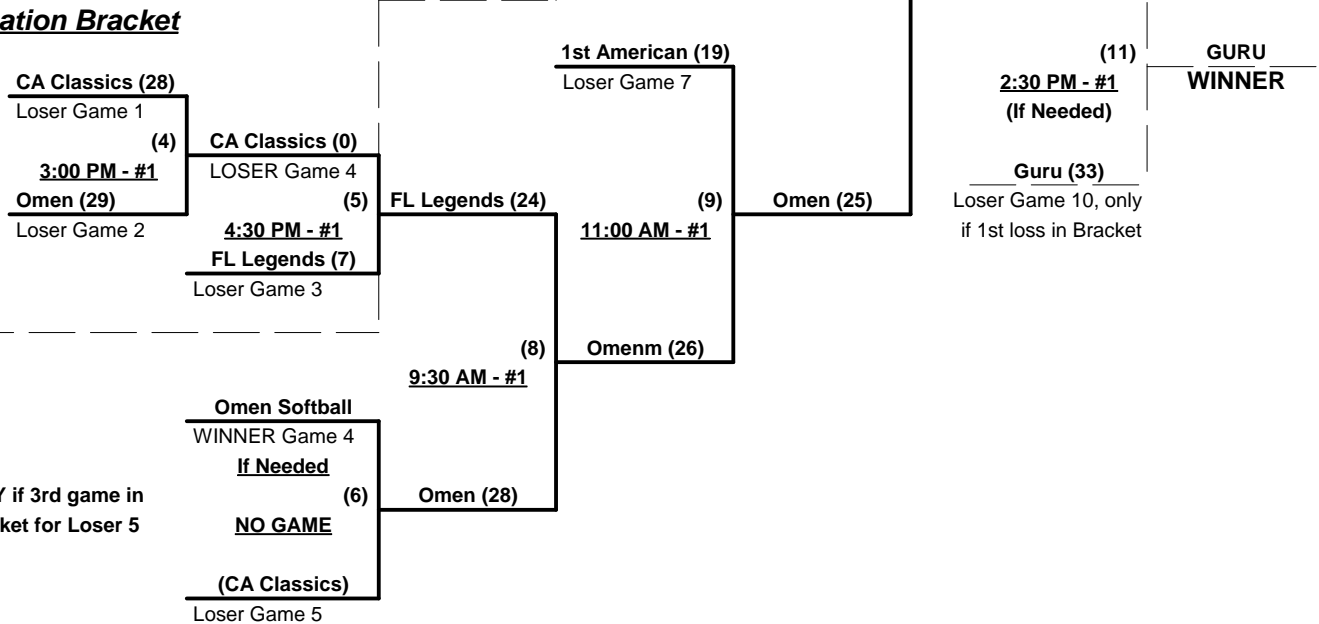 ation Bracket
1st American (19)
(11)
GURU
CA Classics (28)
Loser Game 7
2:30 PM - #1
WINNER
Loser Game 1
(If Needed)
(4)
CA Classics (0)
3:00 PM - #1
LOSER Game 4
Guru (33)
Omen (29)
(5)
FL Legends (24)
(9)
Omen (25)
Loser Game 10, only
Loser Game 2
4:30 PM - #1
11:00 AM - #1
if 1st loss in Bracket
FL Legends (7)
Loser Game 3
(8)
Omenm (26)
9:30 AM - #1
Omen Softball
WINNER Game 4
If Needed
Y if 3rd game in
(6)
Omen (28)
ket for Loser 5
NO GAME
(CA Classics)
Loser Game 5